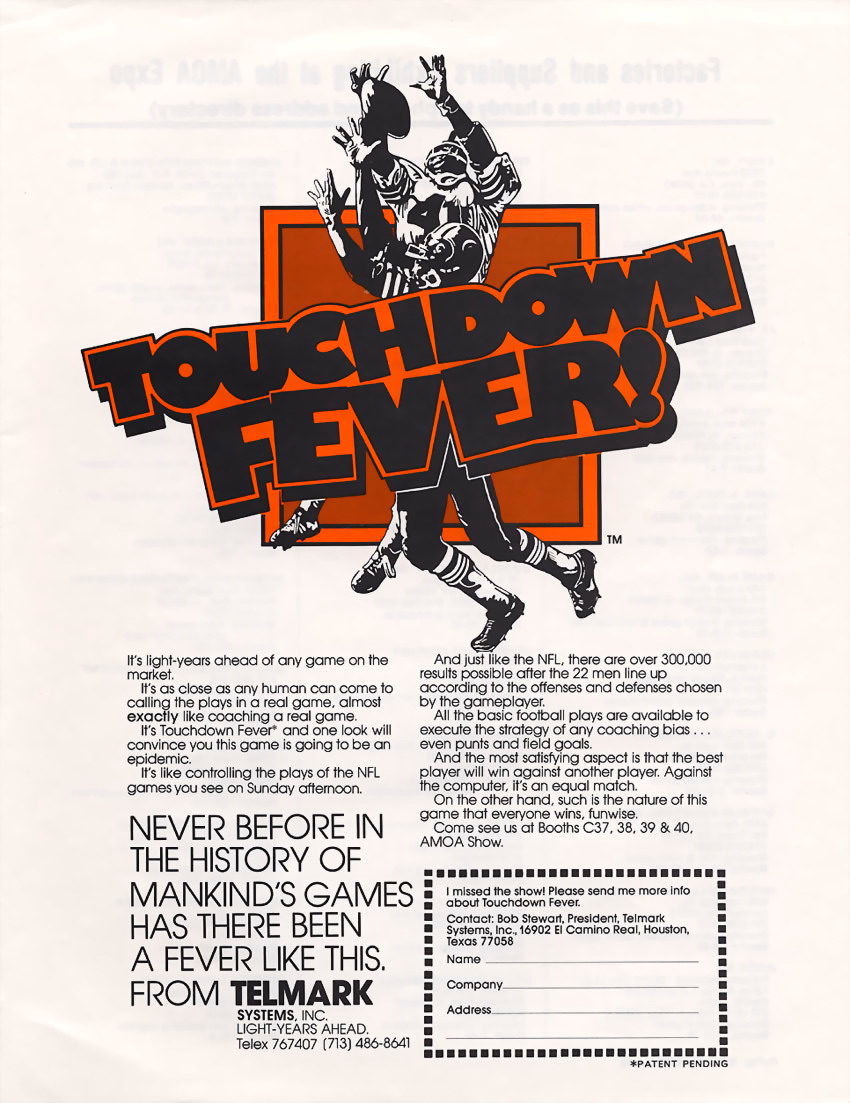 TOUCHDOWN
FEVER!
TM
It's light-years ahead of any game on the
market.
It's as close as any human can come to
calling the plays in a real game, almost
exactly like coaching a real game.
It's Touchdown Fever* and one look will
convince you this game is going to be an
epidemic.
It's like controlling the plays of the NFL
games you see on Sunday afternoon.
NEVER BEFORE IN
THE HISTORY OF
MANKIND'S GAMES
HAS THERE BEEN
A FEVER LIKE THIS.
FROM TELMARK
SYSTEMS, INC.
LIGHT-YEARS AHEAD.
Telex 767407 (713) 486-8641
And just like the NFL, there are over 300,000
results possible after the 22 men line up
according to the offenses and defenses chosen
by the gameplayer.
All the basic football plays are available to
execute the strategy of any coaching bias . . .
even punts and field goals.
And the most satisfying aspect is that the best
player will win against another player. Against
the computer, it's an equal match.
On the other hand, such is the nature of this
game that everyone wins, funwise.
Come see us at Booths C37, 38, 39 & 40,
AMOA Show.
I missed the show! Please send me more info
about Touchdown Fever.
Contact: Bob Stewart, President, Telmark
Systems, Inc., 16902 El Camino Real, Houston,
Texas 77058
Name
Company
Address
*PATENT PENDING